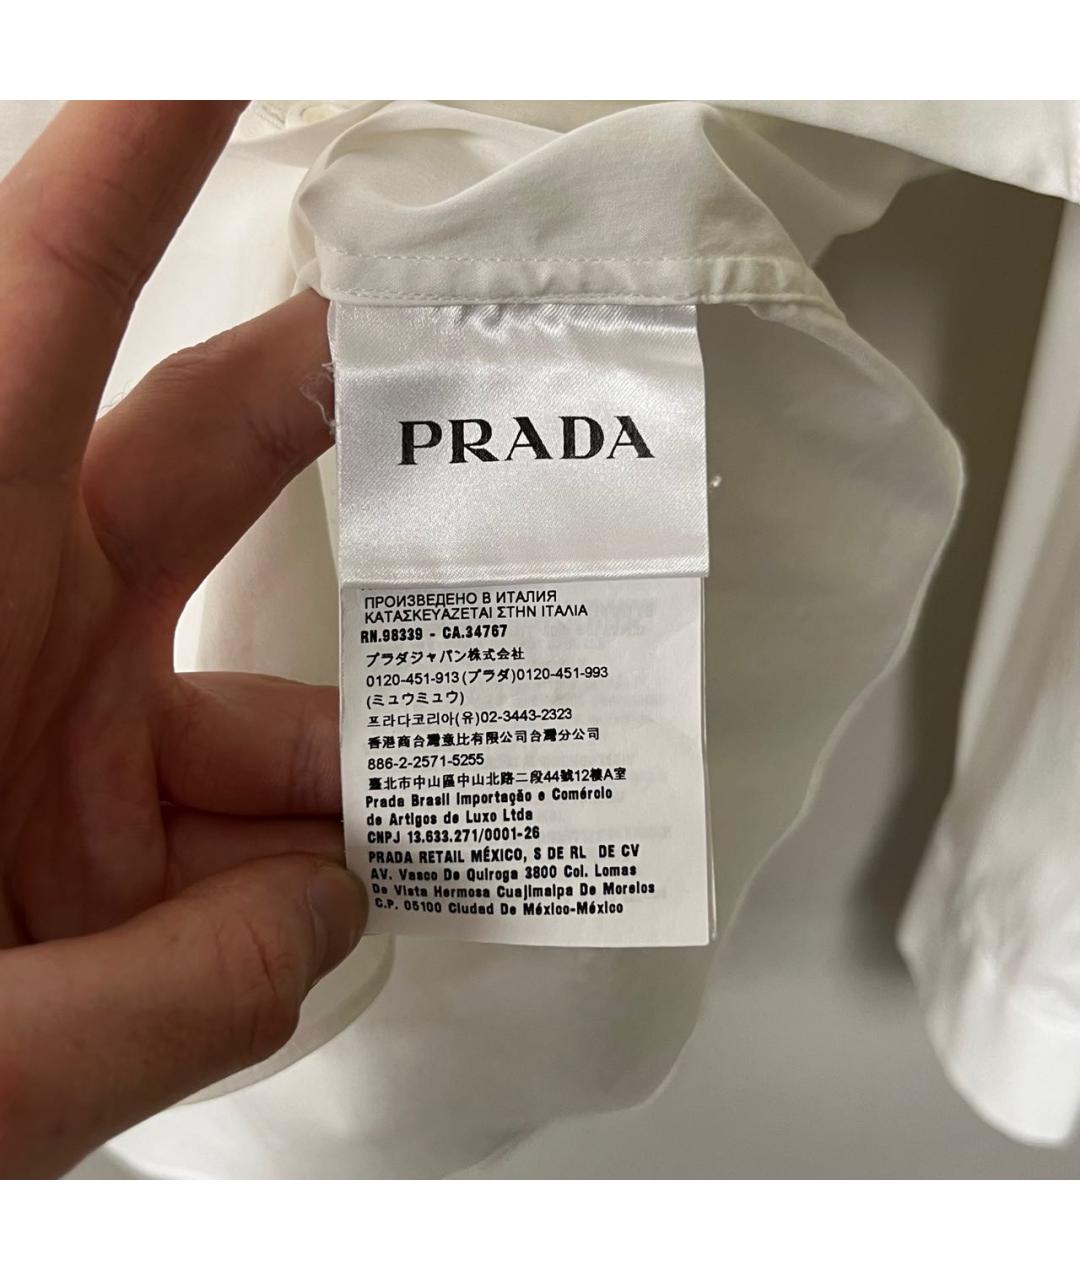 PRADA
ПРОИЗВЕДЕНО В ИТАЛИЯ
ΚΑΤΑΣΚΕΥΑΖΕΤΑΙ ΣΤΗΝ ΙΤΑΛΙΑ
RN.98339 - CA.34767
プラダジャパン株式会社
0120-451-913(プラダ)0120-451-993
(ミュウミュウ)
프라다코리아(유)02-3443-2323
香港商台灣意比有限公司台灣分公司
886-2-2571-5255
臺北市中山區中山北路二段44號12樓A室
Prada Brasil Importação e Comércio
de Artigos de Luxo Ltda
CNPJ 13.633.271/0001-26
PRADA RETAIL MÉXICO, S DE RL DE CV
AV. Vasco De Quiroga 3800 Col. Lomas
De Vista Hermosa Cuajimalpa De Morelos
C.P. 05100 Ciudad De México-México